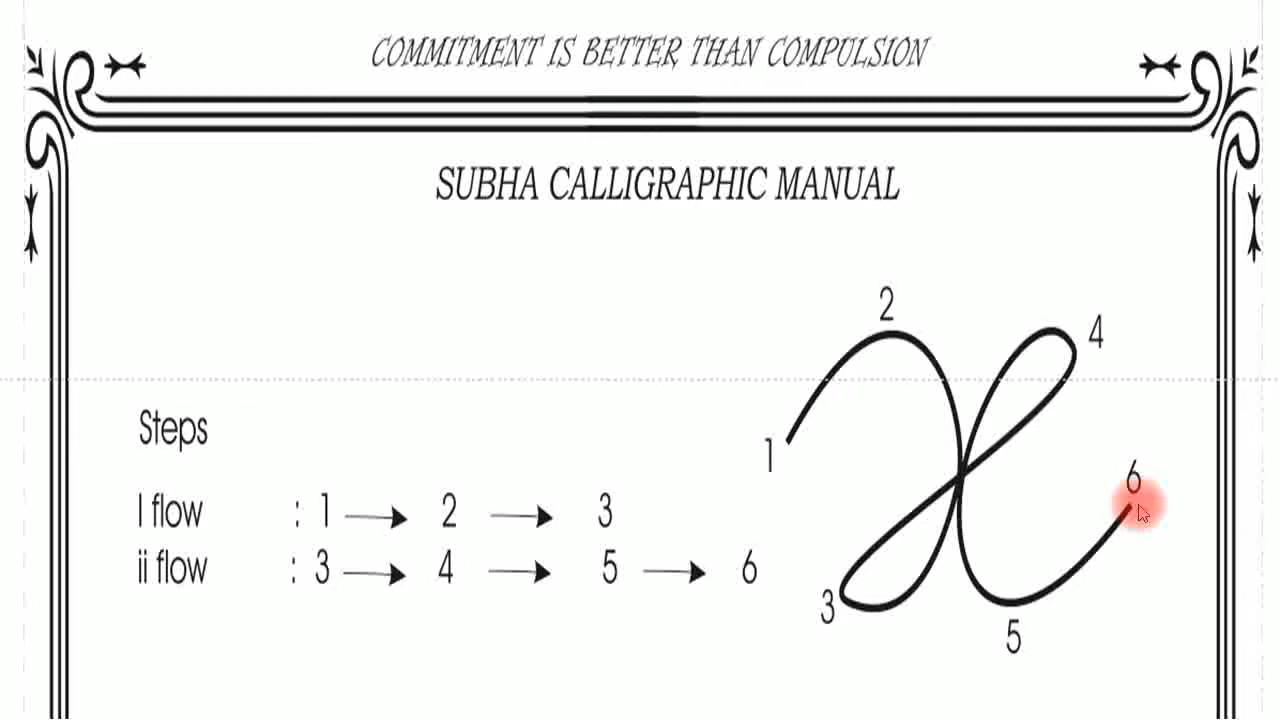 COMMITMENT IS BETTER THAN COMPULSION
SUBHA CALLIGRAPHIC MANUAL
Steps
I flow : 1 → 2 → 3
ii flow : 3 → 4 → 5 → 6
2
4
1
6
3
5